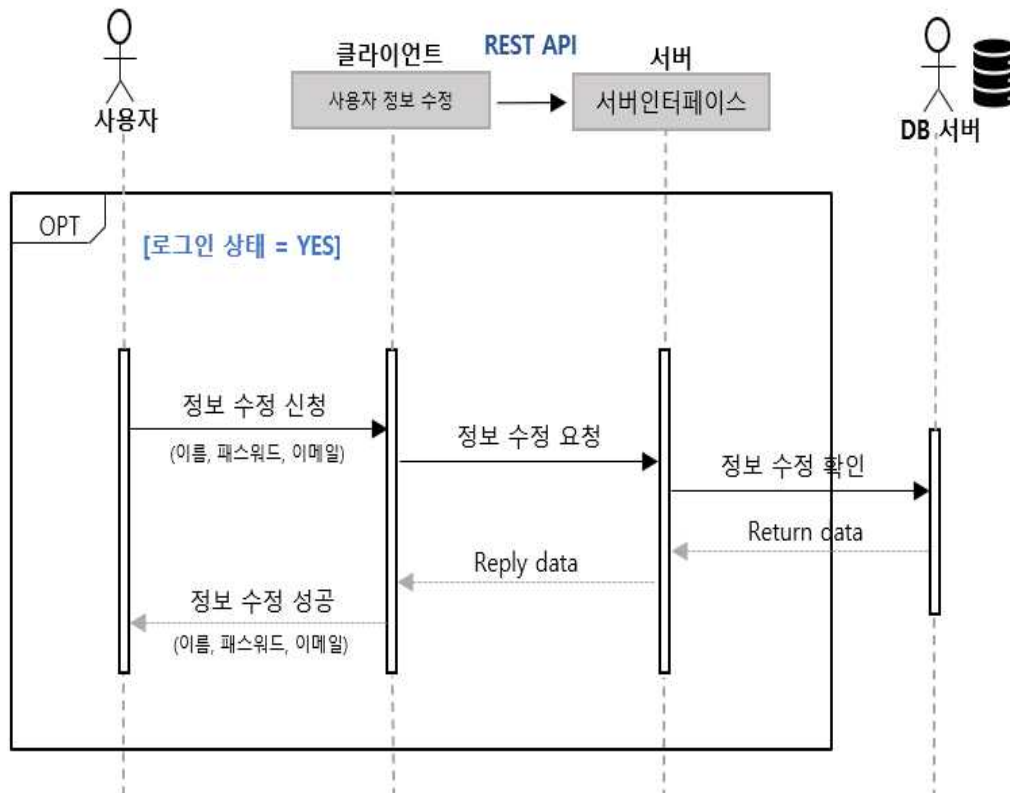 클라이언트
REST API
서버
사용자 정보 수정
서버인터페이스
사용자
DB 서버
OPT
[로그인 상태 = YES]
정보 수정 신청
(이름, 패스워드, 이메일)
정보 수정 요청
정보 수정 확인
Return data
Reply data
정보 수정 성공
(이름, 패스워드, 이메일)